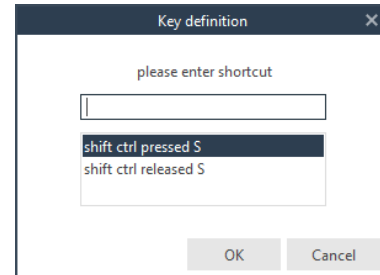 Key definition
please enter shortcut
shift ctrl pressed S
shift ctrl released S
OK
Cancel